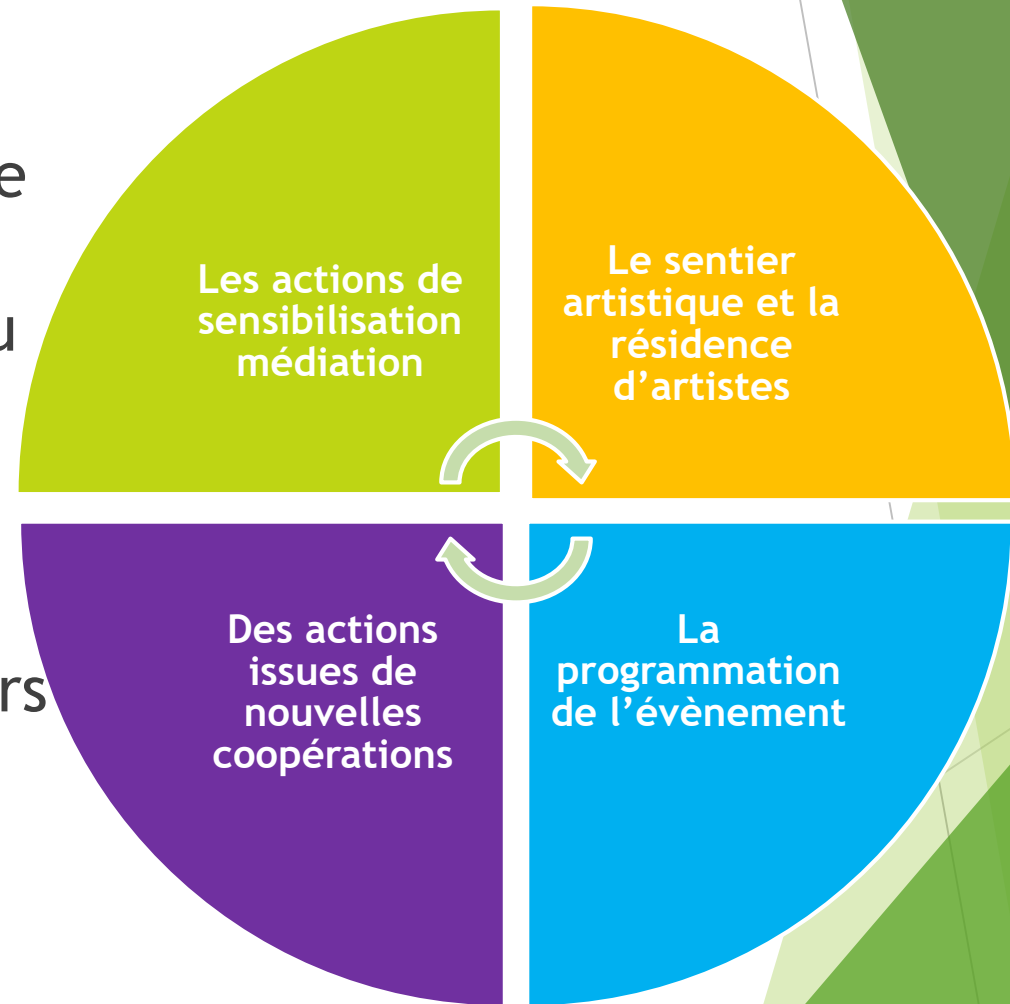 e
u
rs
Les actions de
sensibilisation
médiation
Le sentier
artistique et la
résidence
d'artistes
Des actions
issues de
nouvelles
coopérations
La
programmation
de l'évènement